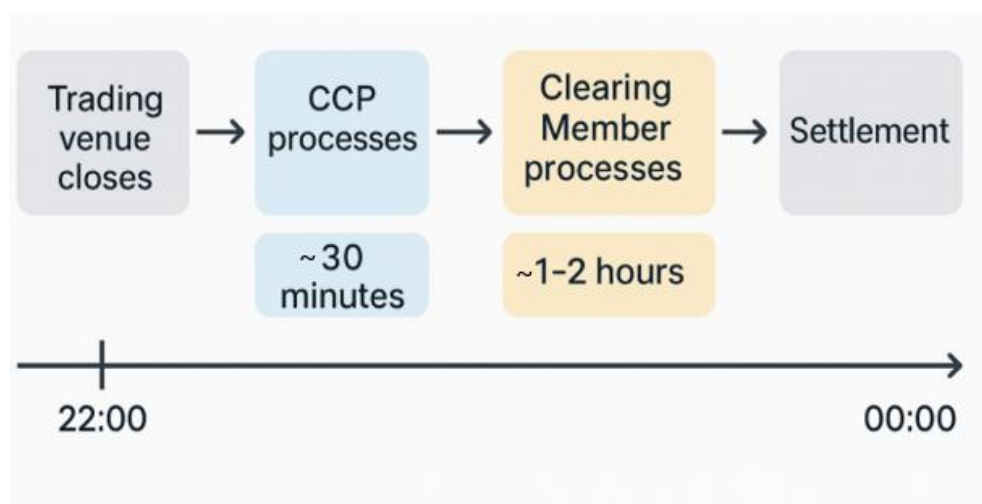 Trading
venue
closes
CCP
processes
Clearing
Member
processes
Settlement
~30
minutes
~1-2 hours
22:00
00:00